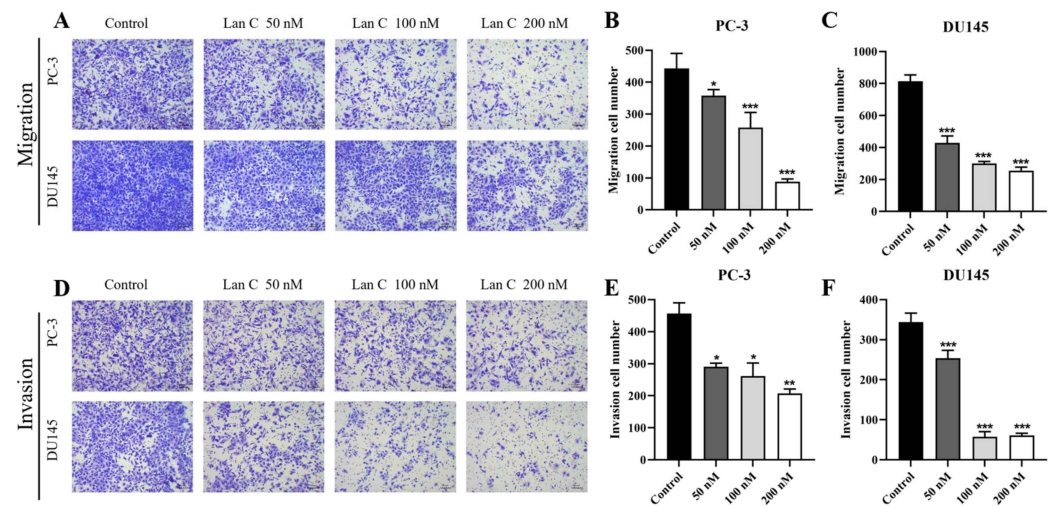 A
Control
Lan C 50 nM
Lan C 100 nM
Lan C 200 nM
Migration
PC-3
DU145
B
PC-3
Migration cell number
500
400
300
200
100
0
*
***
***
Control
50 nM
100 nM
200 nM
C
DU145
Migration cell number
1000
800
600
400
200
0
***
***
***
Control
50 nM
100 nM
200 nM
D
Control
Lan C 50 nM
Lan C 100 nM
Lan C 200 nM
Invasion
PC-3
DU145
E
PC-3
Invasion cell number
500
400
300
200
100
0
*
*
**
Control
50 nM
100 nM
200 nM
F
DU145
Invasion cell number
400
300
200
100
0
***
***
***
Control
50 nM
100 nM
200 nM